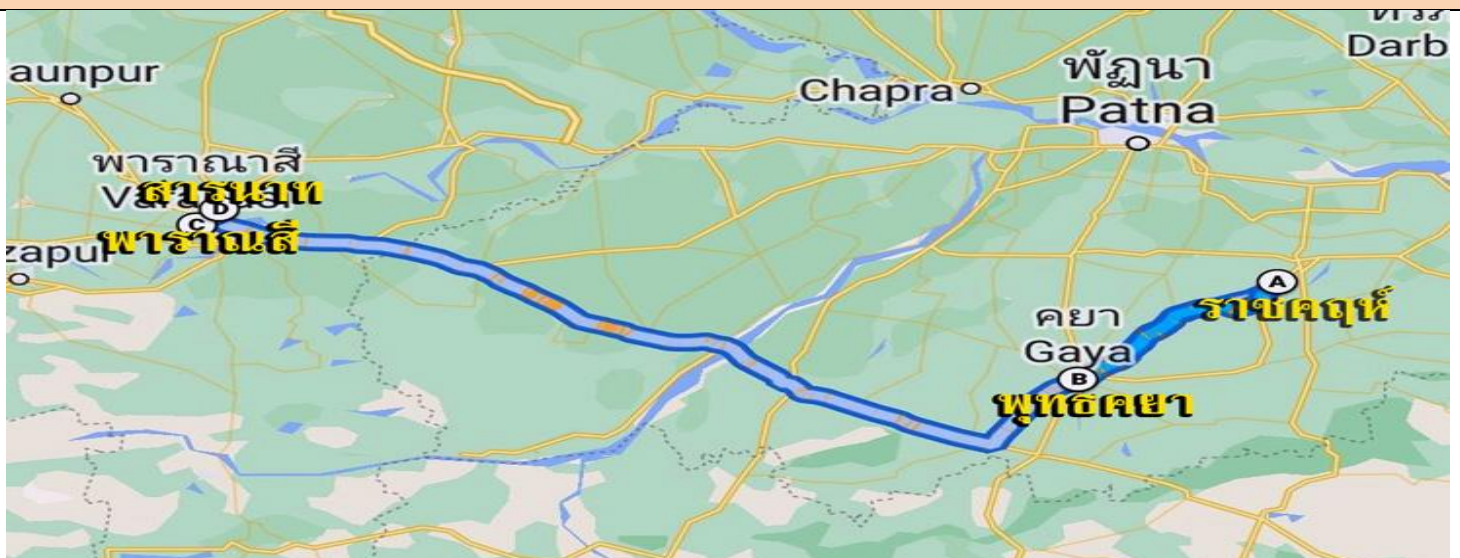 Darb
aunpur
Chapra
พัฏนา
Patna
พาราณาสี
สารนาท
D
C
พาราณสี
zapur
A
ราชคฤห์
คยา
Gaya
B
พุทธคยา